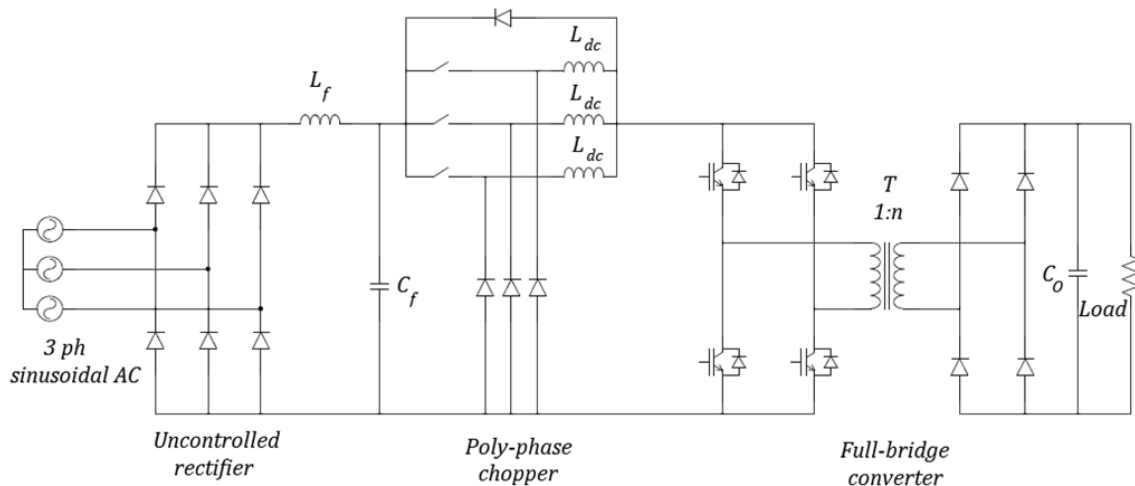 L_dc
L_f
L_dc
L_dc
T
1:n
C_f
C_o
Load
3 ph
sinusoidal AC
Uncontrolled
rectifier
Poly-phase
chopper
Full-bridge
converter